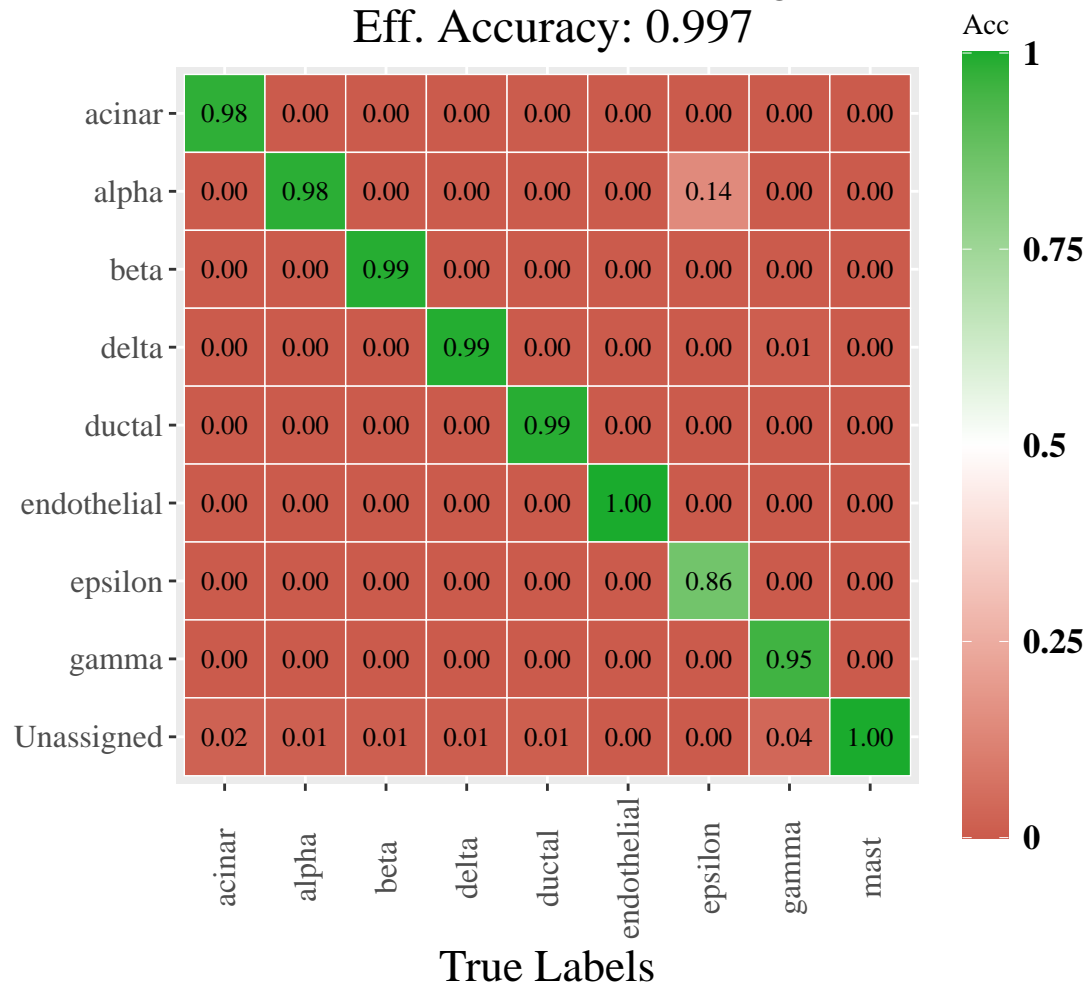 Eff. Accuracy: 0.997
Acc
1
0.75
0.5
0.25
0
acinar 0.98 0.00 0.00 0.00 0.00 0.00 0.00 0.00 0.00
alpha 0.00 0.98 0.00 0.00 0.00 0.00 0.14 0.00 0.00
beta 0.00 0.00 0.99 0.00 0.00 0.00 0.00 0.00 0.00
delta 0.00 0.00 0.00 0.99 0.00 0.00 0.00 0.01 0.00
ductal 0.00 0.00 0.00 0.00 0.99 0.00 0.00 0.00 0.00
endothelial 0.00 0.00 0.00 0.00 0.00 1.00 0.00 0.00 0.00
epsilon 0.00 0.00 0.00 0.00 0.00 0.00 0.86 0.00 0.00
gamma 0.00 0.00 0.00 0.00 0.00 0.00 0.00 0.95 0.00
Unassigned 0.02 0.01 0.01 0.01 0.01 0.00 0.00 0.04 1.00
acinar
alpha
beta
delta
ductal
endothelial
epsilon
gamma
mast
True Labels